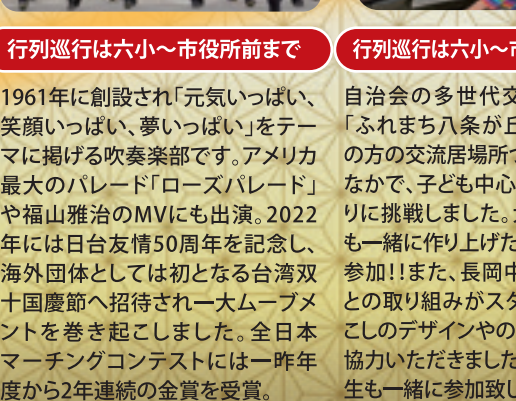 行列巡行は六小〜市役所前まで
1961年に創設され「元気いっぱい、
笑顔いっぱい、夢いっぱい」をテー
マに掲げる吹奏楽部です。アメリカ
最大のパレード「ローズパレード」
や福山雅治のMVにも出演。2022
年には日台友情50周年を記念し、
海外団体としては初となる台湾双
十国慶節へ招待され一大ムーブメ
ントを巻き起こしました。全日本
マーチングコンテストには一昨年
度から2年連続の金賞を受賞。
行列巡行は六小〜
自治会の多世代交
「ふれまち八条が丘
の方の交流居場所
なかで、子ども中心
りに挑戦しました。
も一緒に作り上げた
参加!!また、長岡中
との取り組みがスタ
こしのデザインやの
協力いただきました
生も一緒に参加致し